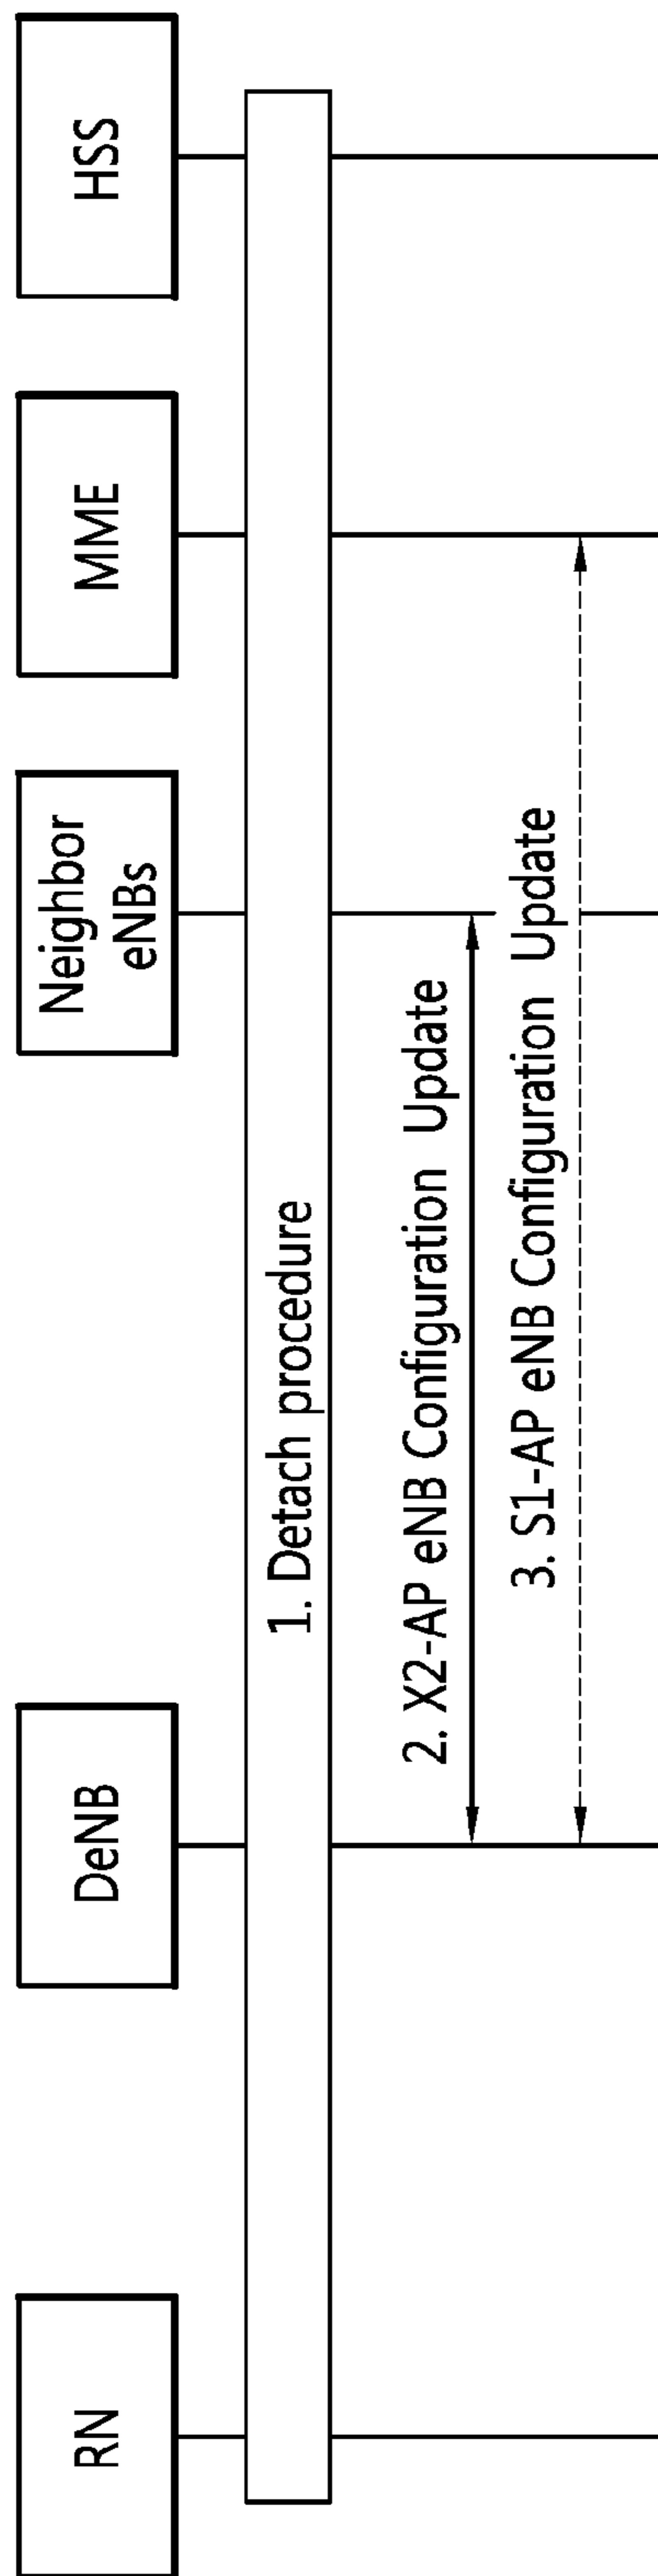 RN
DeNB
Neighbor
eNBs
MME
HSS
1. Detach procedure
2. X2-AP eNB Configuration Update
3. S1-AP eNB Configuration Update